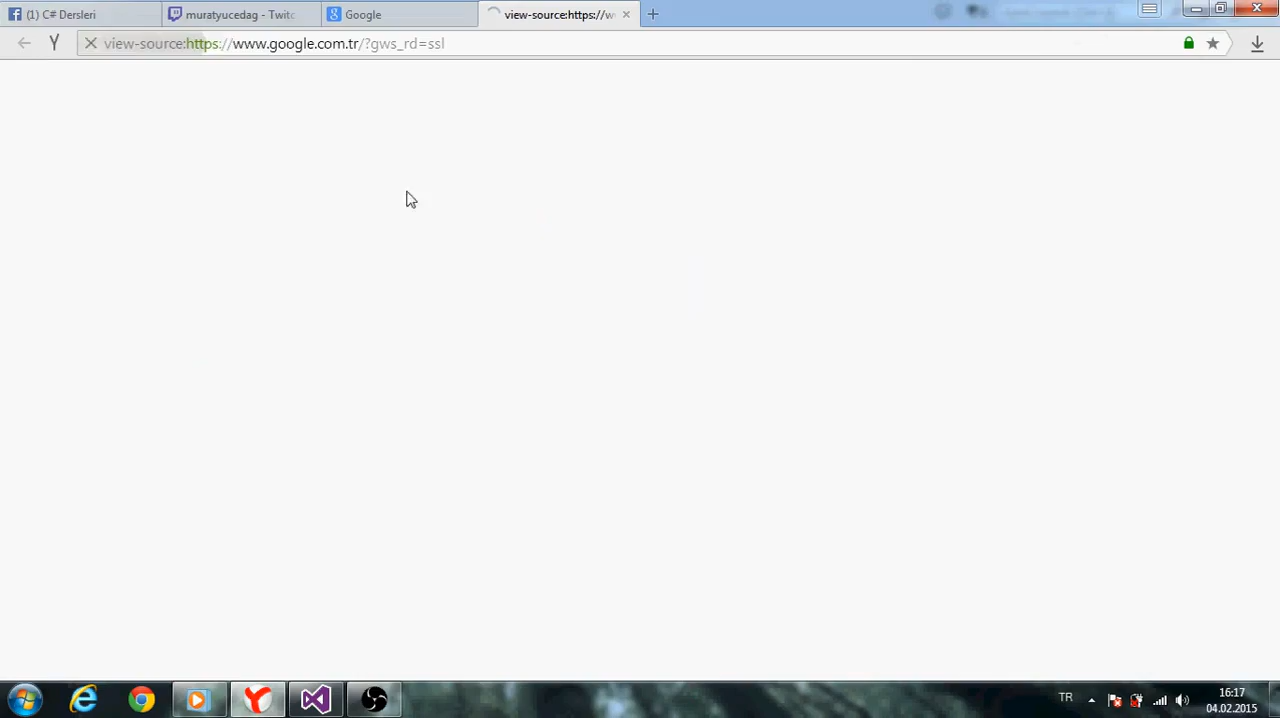 (1) C# Dersleri
muratyucedag - Twitc
Google
view-source:https://w
view-source:https://www.google.com.tr/?gws_rd=ssl
TR
16:17
04.02.2015